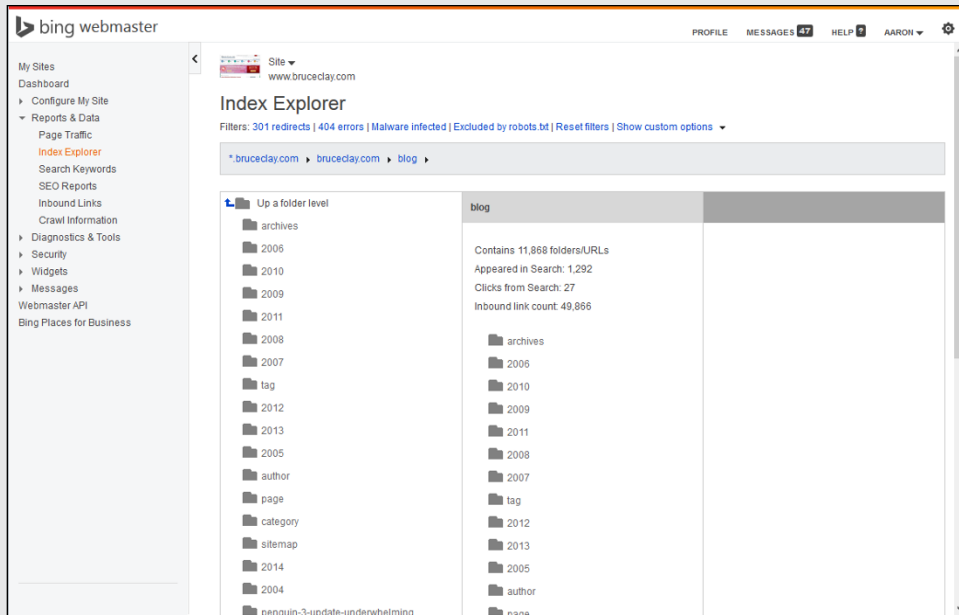 bing webmaster
PROFILE MESSAGES 47 HELP ? AARON
My Sites
Dashboard
Configure My Site
Reports & Data
Page Traffic
Index Explorer
Search Keywords
SEO Reports
Inbound Links
Crawl Information
Diagnostics & Tools
Security
Widgets
Messages
Webmaster API
Bing Places for Business
Site
www.bruceclay.com
Index Explorer
Filters: 301 redirects | 404 errors | Malware infected | Excluded by robots.txt | Reset filters | Show custom options
*.bruceclay.com bruceclay.com blog
Up a folder level
archives
2006
2010
2009
2011
2008
2007
tag
2012
2013
2005
author
page
category
sitemap
2014
2004
penguin-3-update-underwhelming
blog
Contains 11,868 folders/URLs
Appeared in Search: 1,292
Clicks from Search: 27
Inbound link count: 49,866
archives
2006
2010
2009
2011
2008
2007
tag
2012
2013
2005
author
page